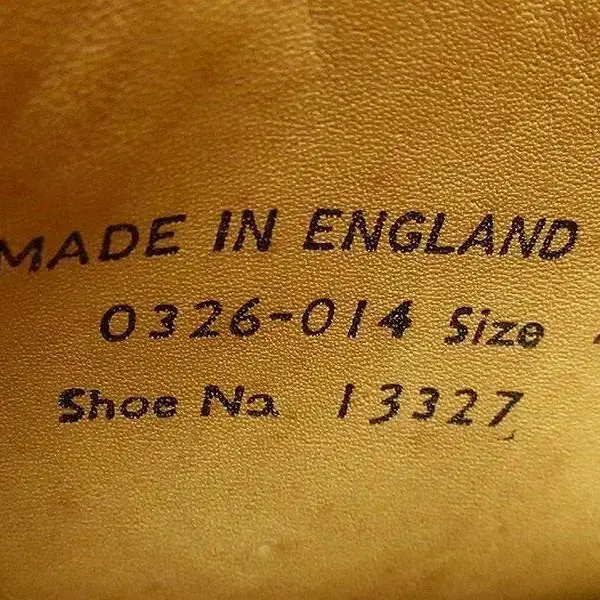 MADE IN ENGLAND
0326-014 Size
Shoe No 13327